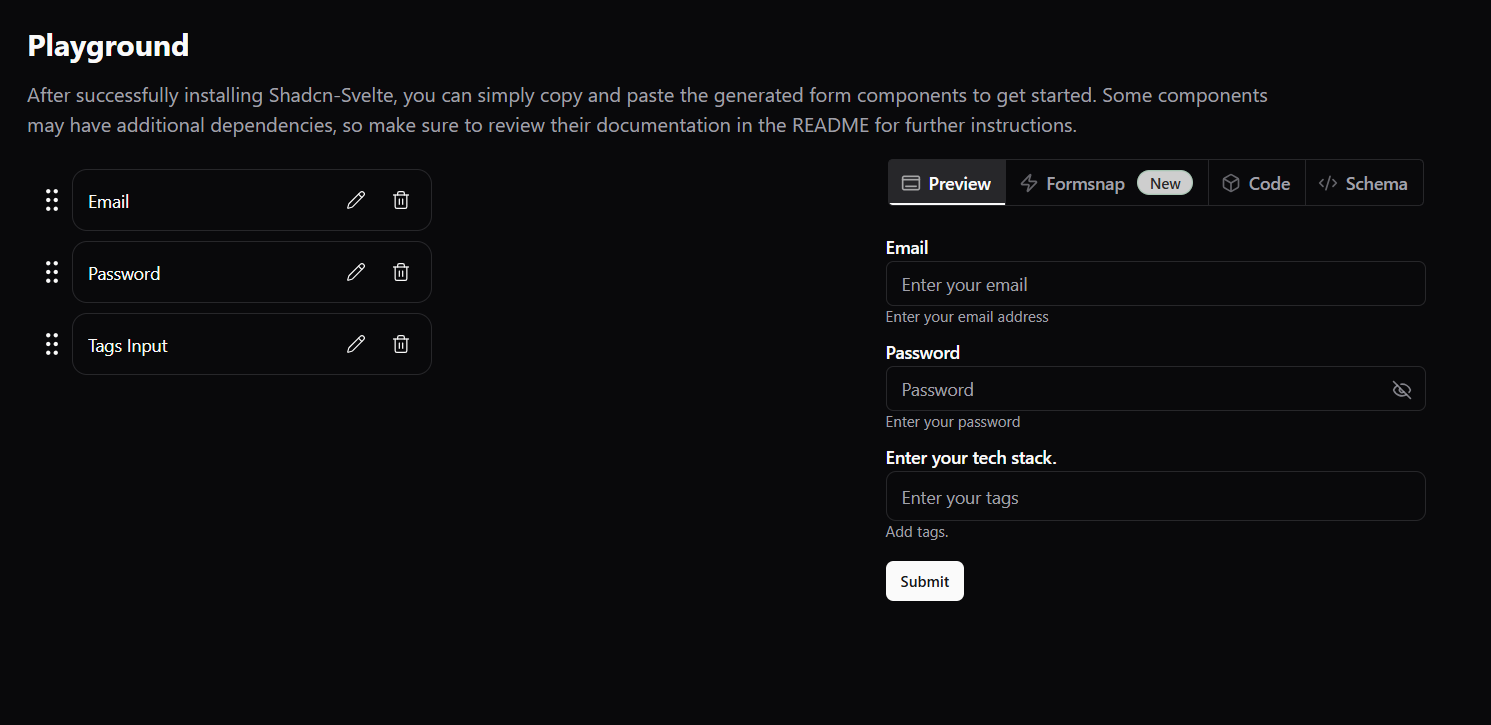 Playground
After successfully installing Shadcn-Svelte, you can simply copy and paste the generated form components to get started. Some components
may have additional dependencies, so make sure to review their documentation in the README for further instructions.
Email
Password
Tags Input
Preview Formsnap New Code Schema
Email
Enter your email
Enter your email address
Password
Password
Enter your password
Enter your tech stack.
Enter your tags
Add tags.
Submit